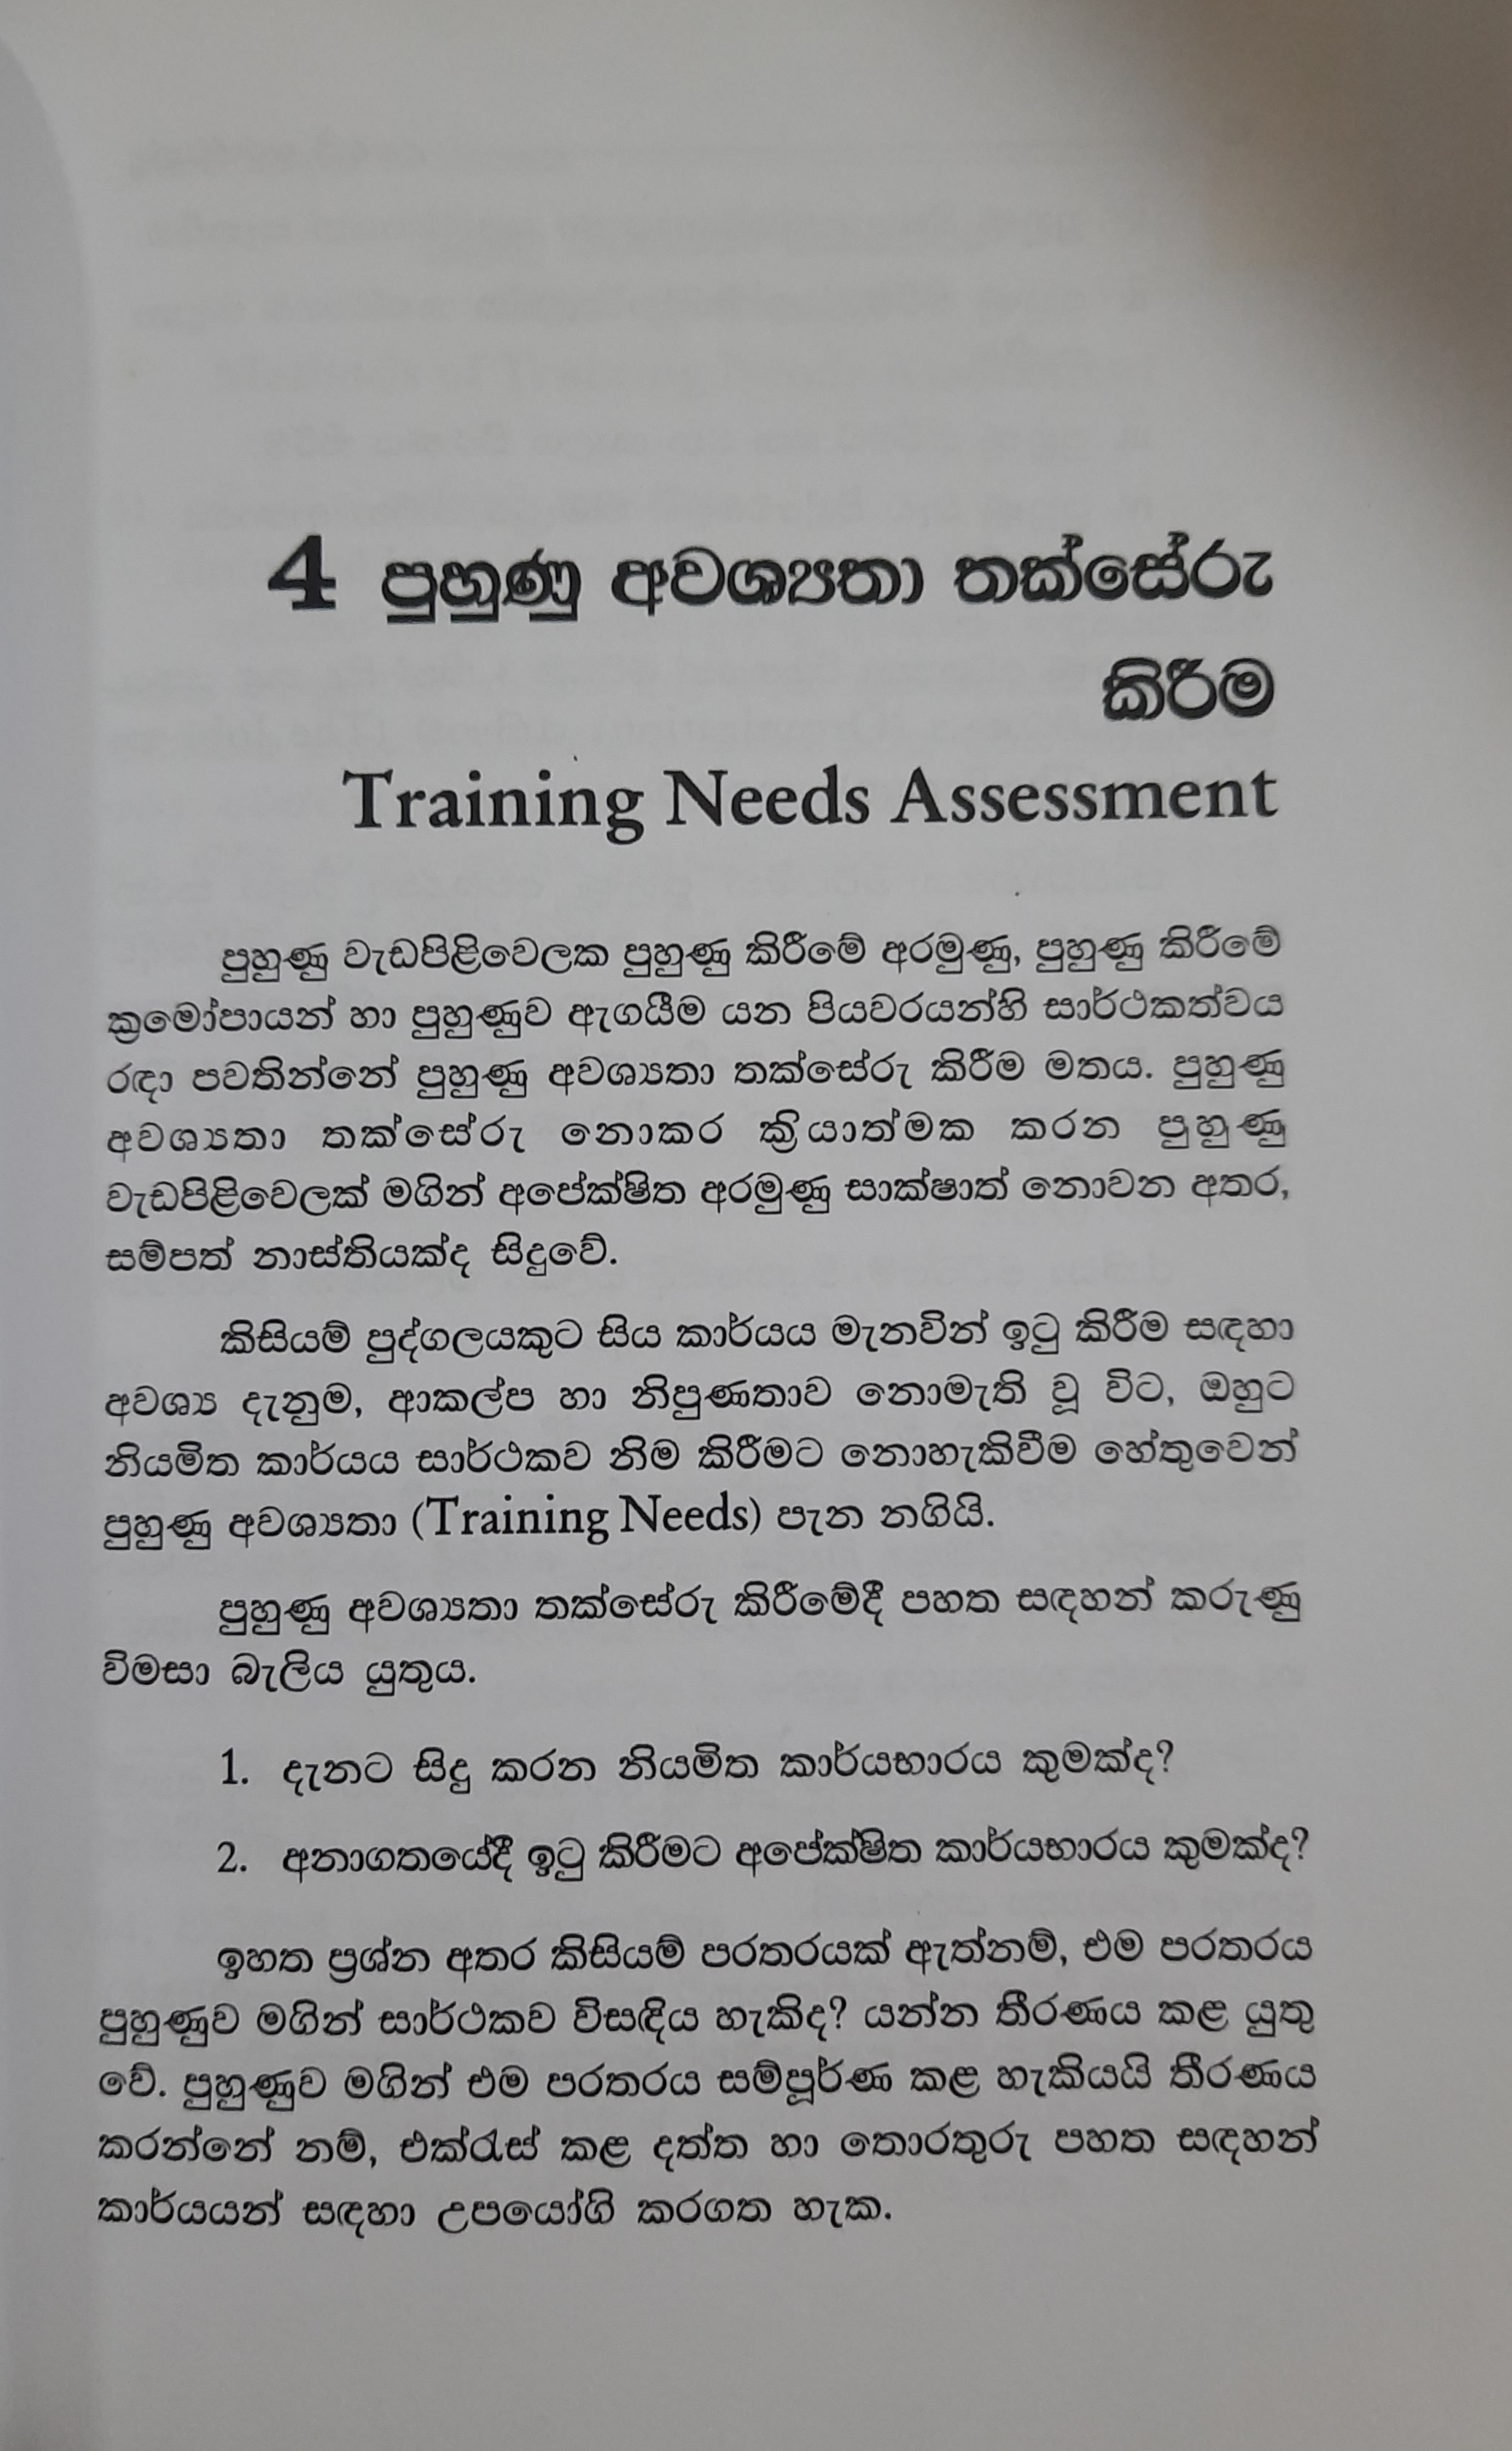 4 පුහුණු අවශ්‍යතා තක්සේරු
කිරීම
Training Needs Assessment
පුහුණු වැඩපිළිවෙලක පුහුණු කිරීමේ අරමුණු, පුහුණු කිරීමේ
ක්‍රමෝපායන් හා පුහුණුව ඇගයීම යන පියවරයන්හි සාර්ථකත්වය
රඳා පවතින්නේ පුහුණු අවශ්‍යතා තක්සේරු කිරීම මතය. පුහුණු
අවශ්‍යතා තක්සේරු නොකර ක්‍රියාත්මක කරන පුහුණු
වැඩපිළිවෙලක් මගින් අපේක්ෂිත අරමුණු සාක්ෂාත් නොවන අතර,
සම්පත් නාස්තියක්ද සිදුවේ.
කිසියම් පුද්ගලයකුට සිය කාර්යය මැනවින් ඉටු කිරීම සඳහා
අවශ්‍ය දැනුම, ආකල්ප හා නිපුණතාව නොමැති වූ විට, ඔහුට
නියමිත කාර්යය සාර්ථකව නිම කිරීමට නොහැකිවීම හේතුවෙන්
පුහුණු අවශ්‍යතා (Training Needs) පැන නගියි.
පුහුණු අවශ්‍යතා තක්සේරු කිරීමේදී පහත සඳහන් කරුණු
විමසා බැලිය යුතුය.
1. දැනට සිදු කරන නියමිත කාර්යභාරය කුමක්ද?
2. අනාගතයේදී ඉටු කිරීමට අපේක්ෂිත කාර්යභාරය කුමක්ද?
ඉහත ප්‍රශ්න අතර කිසියම් පරතරයක් ඇත්නම්, එම පරතරය
පුහුණුව මගින් සාර්ථකව විසඳිය හැකිද? යන්න තීරණය කළ යුතු
වේ. පුහුණුව මගින් එම පරතරය සම්පූර්ණ කළ හැකියයි තීරණය
කරන්නේ නම්, එක්රැස් කළ දත්ත හා තොරතුරු පහත සඳහන්
කාර්යයන් සඳහා උපයෝගි කරගත හැක.